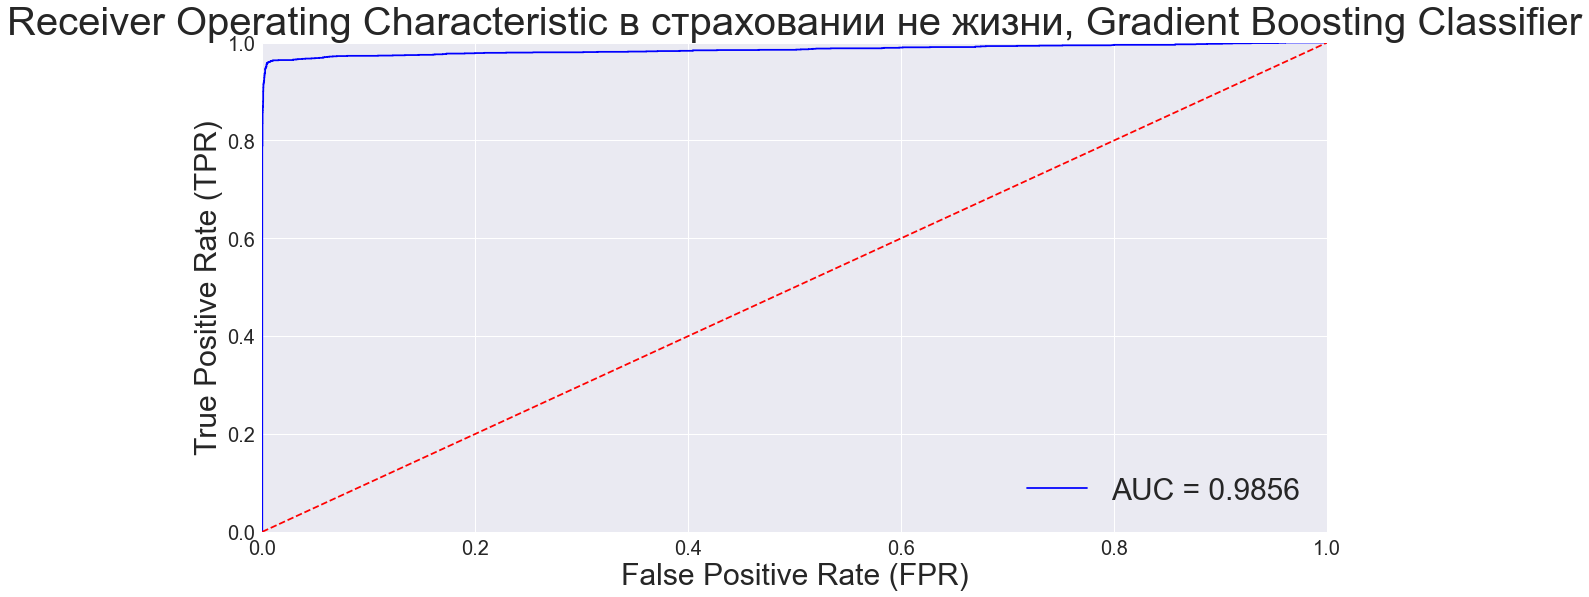 Receiver Operating Characteristic в страховании не жизни, Gradient Boosting Classifier
1.0
0.8
0.6
0.4
0.2
0.0
True Positive Rate (TPR)
AUC = 0.9856
0.0 0.2 0.4 0.6 0.8 1.0
False Positive Rate (FPR)